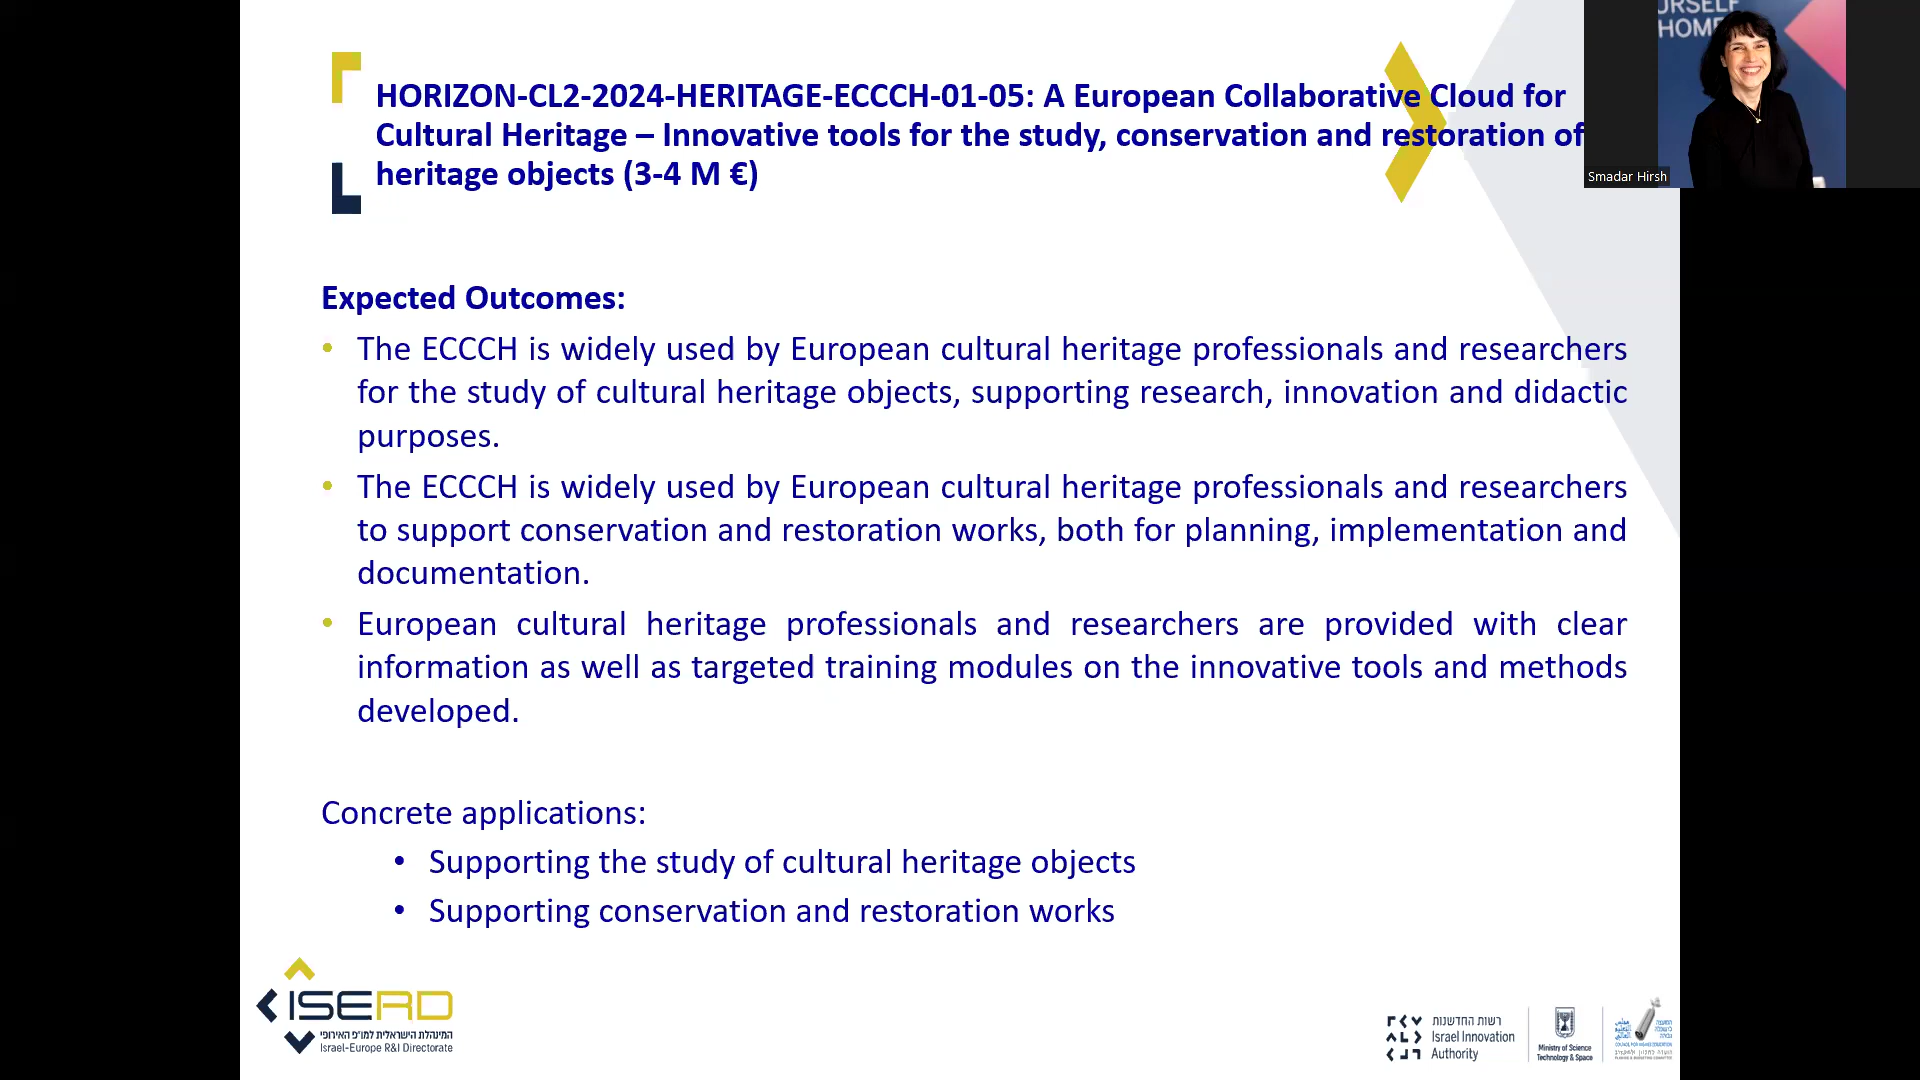 HORIZON-CL2-2024-HERITAGE-ECCCH-01-05: A European Collaborative Cloud for
Cultural Heritage – Innovative tools for the study, conservation and restoration of
heritage objects (3-4 M €)
URSELF
HOME
Smadar Hirsh
Expected Outcomes:
• The ECCCH is widely used by European cultural heritage professionals and researchers
for the study of cultural heritage objects, supporting research, innovation and didactic
purposes.
• The ECCCH is widely used by European cultural heritage professionals and researchers
to support conservation and restoration works, both for planning, implementation and
documentation.
• European cultural heritage professionals and researchers are provided with clear
information as well as targeted training modules on the innovative tools and methods
developed.
Concrete applications:
• Supporting the study of cultural heritage objects
• Supporting conservation and restoration works
ISERD
המינהלת הישראלית למו"פ האירופי
Israel-Europe R&I Directorate
רשות החדשנות
Israel Innovation
Authority
Ministry of Science
Technology & Space